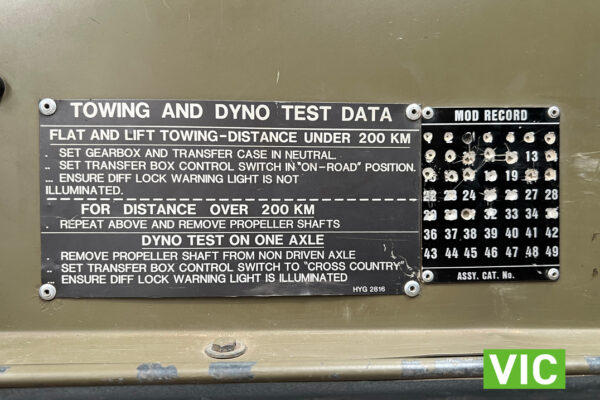 TOWING AND DYNO TEST DATA
FLAT AND LIFT TOWING-DISTANCE UNDER 200 KM
. SET GEARBOX AND TRANSFER CASE IN NEUTRAL.
.. SET TRANSFER BOX CONTROL SWITCH IN "ON-ROAD" POSITION.
... ENSURE DIFF LOCK WARNING LIGHT IS NOT
ILLUMINATED.
FOR DISTANCE OVER 200 KM
. REPEAT ABOVE AND REMOVE PROPELLER SHAFTS
DYNO TEST ON ONE AXLE
. REMOVE PROPELLER SHAFT FROM NON DRIVEN AXLE
.. SET TRANSFER BOX CONTROL SWITCH TO "CROSS COUNTRY"
... ENSURE DIFF LOCK WARNING LIGHT IS ILLUMINATED
HYG 2816
MOD RECORD
13
19
22 23 24 26 27 28
32 33 34
36 37 38 39 40 41 42
43 44 45 46 47 48 49
ASSY. CAT. No.
VIC